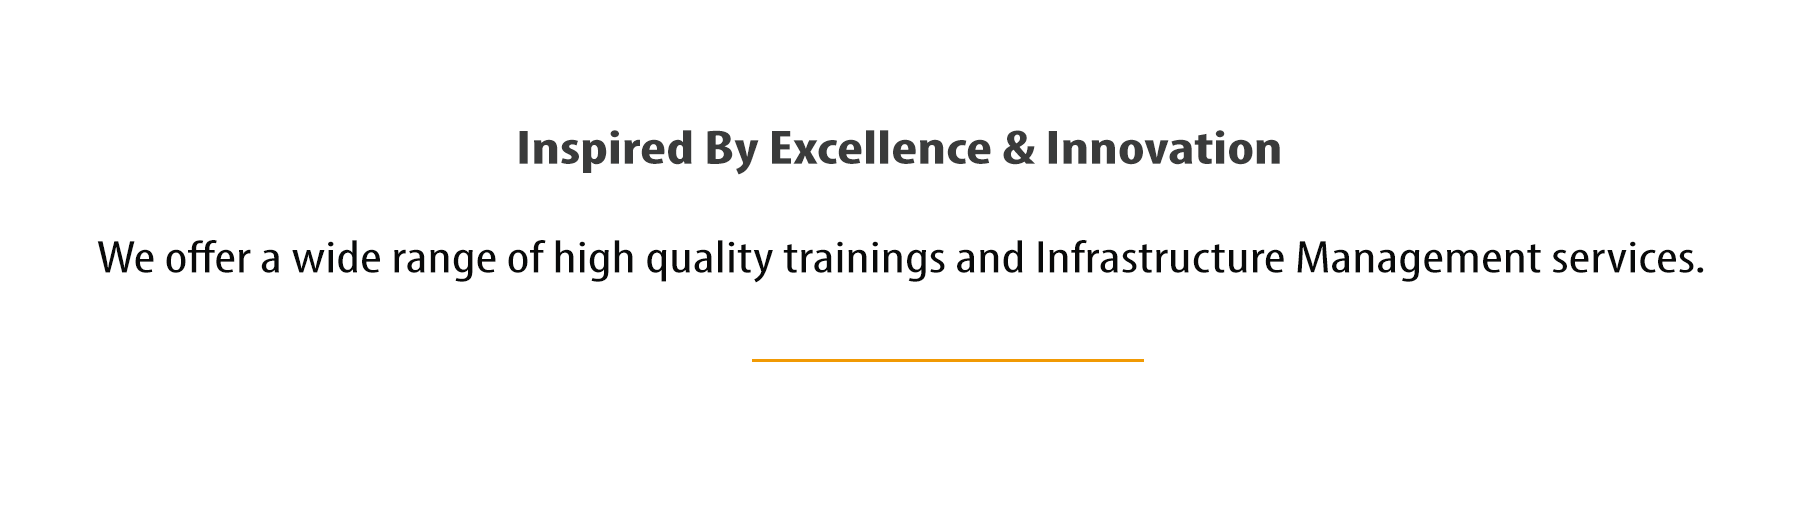 Inspired By Excellence & Innovation
We offer a wide range of high quality trainings and Infrastructure Management services.